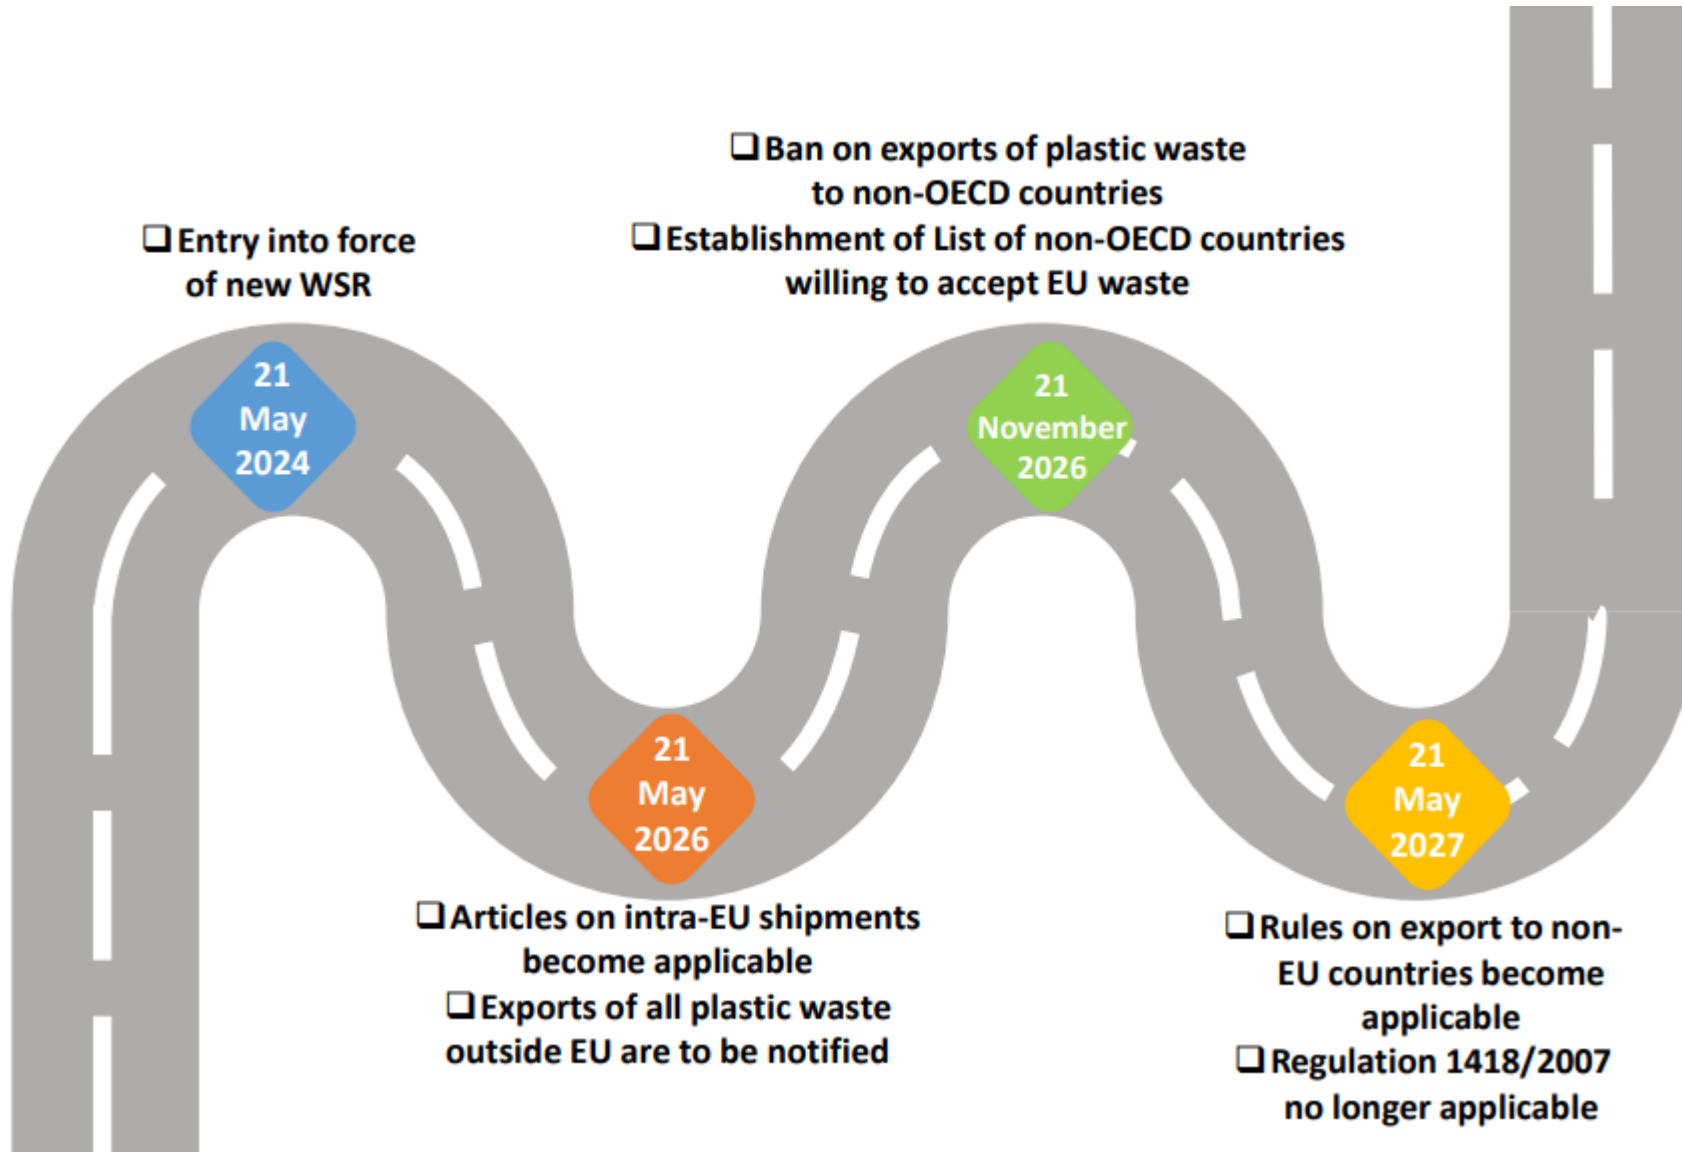 ❑Entry into force
of new WSR
21
May
2024
❑Articles on intra-EU shipments
become applicable
❑Exports of all plastic waste
outside EU are to be notified
21
May
2026
❑Ban on exports of plastic waste
to non-OECD countries
❑Establishment of List of non-OECD countries
willing to accept EU waste
21
November
2026
21
May
2027
❑Rules on export to non-
EU countries become
applicable
❑Regulation 1418/2007
no longer applicable